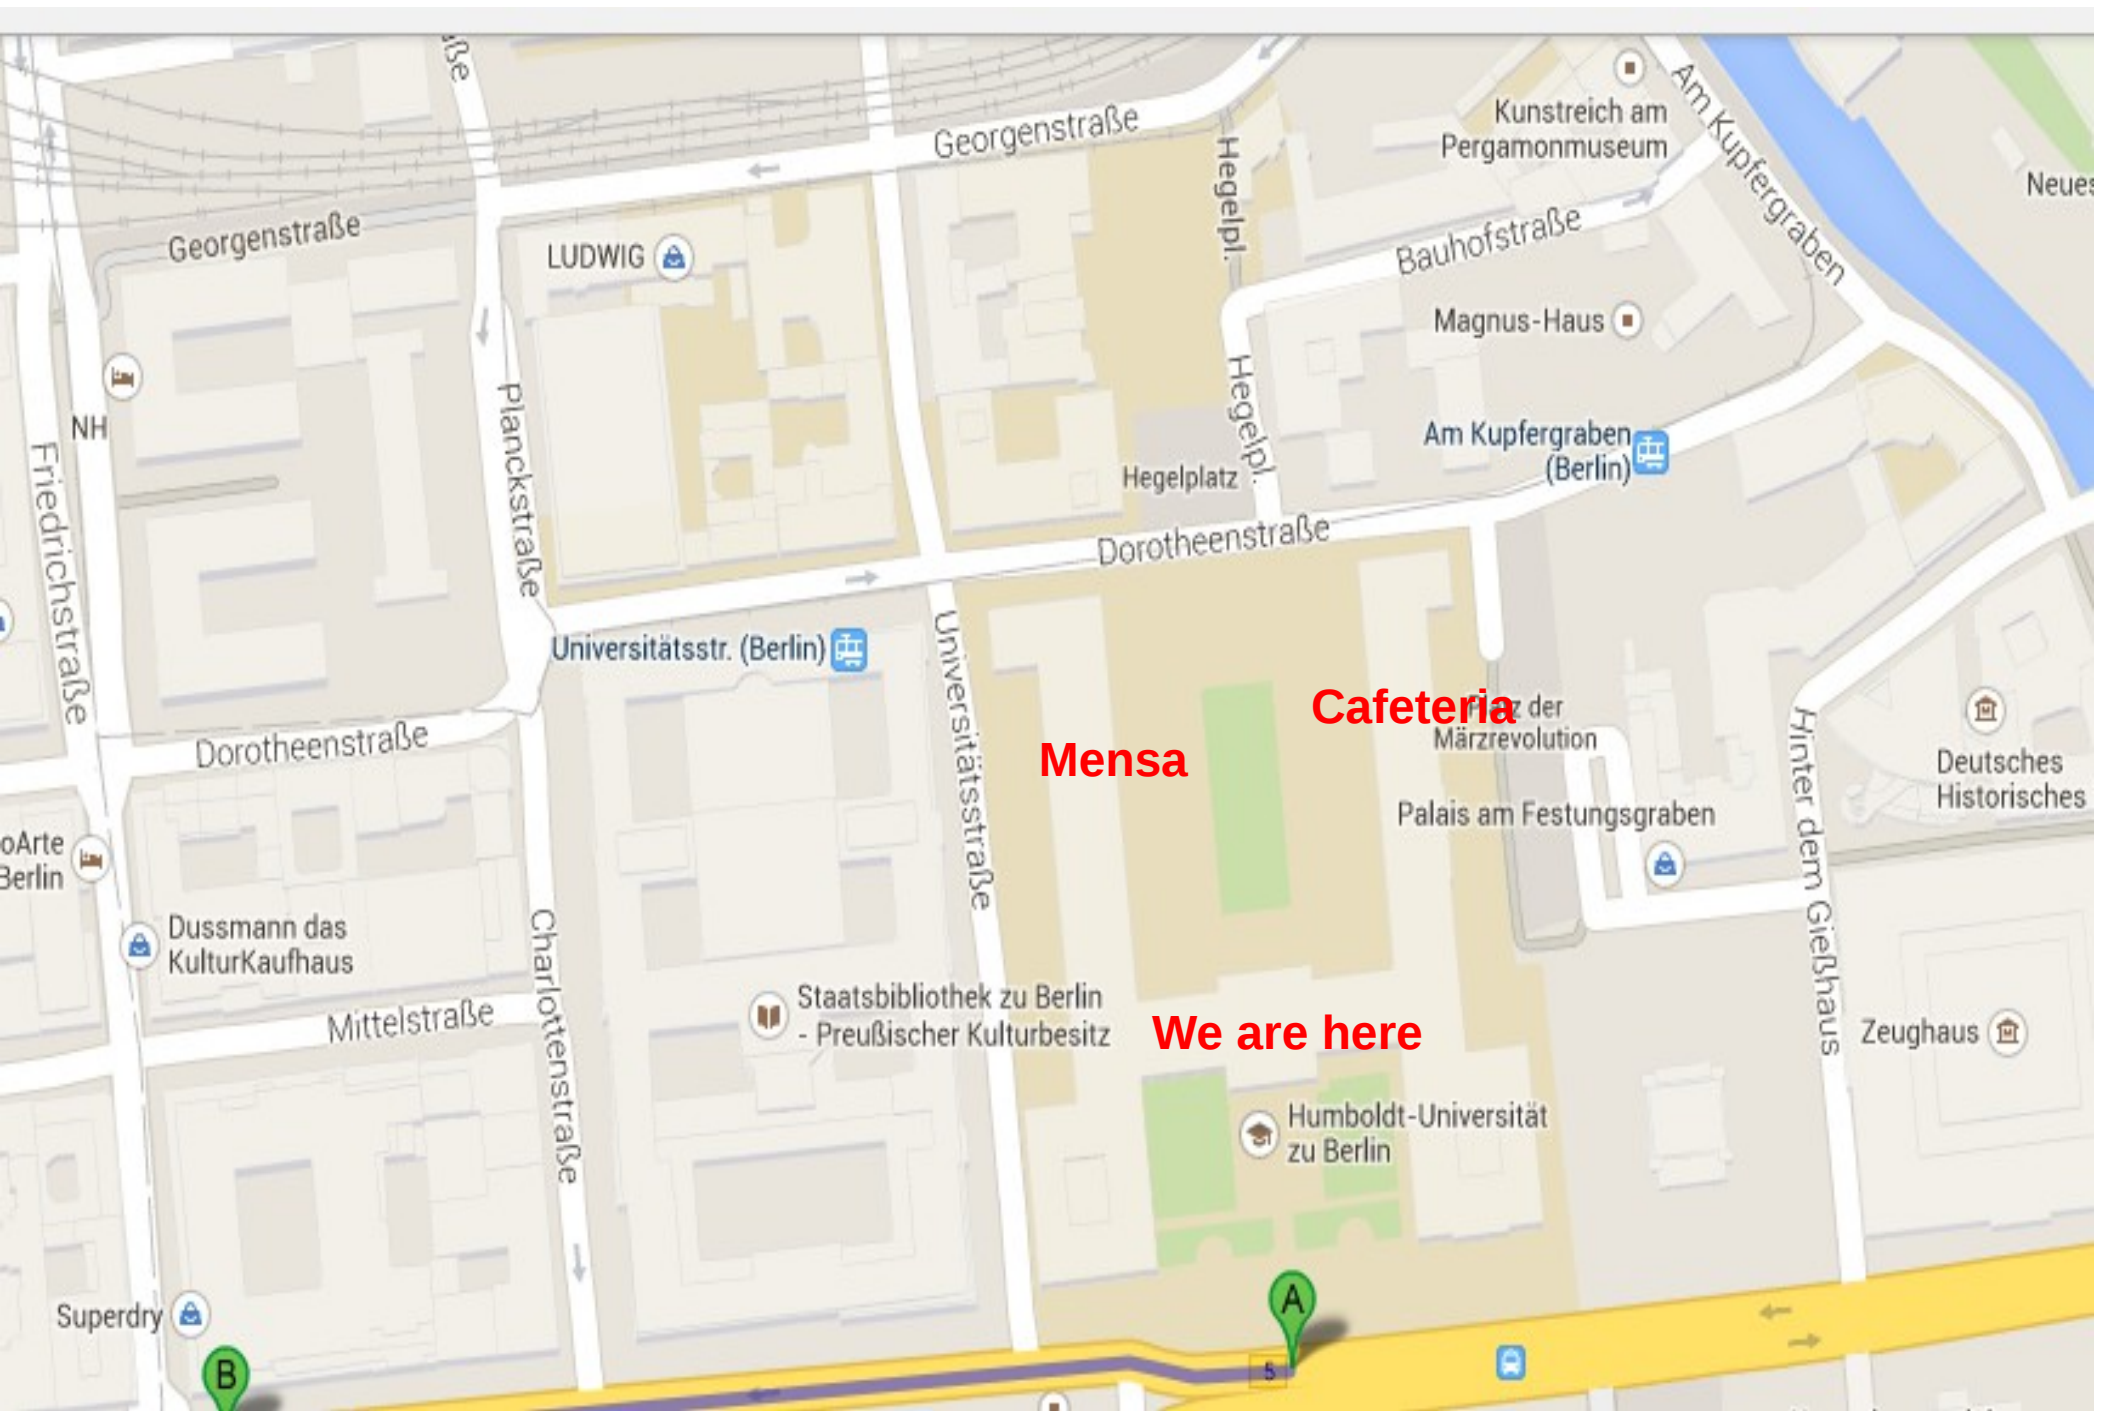 ße
Georgenstraße
Hegelpl.
Kunstreich am
Pergamonmuseum
Am Kupfergraben
Neues
Georgenstraße
LUDWIG
Bauhofstraße
Magnus-Haus
NH
Planckstraße
Hegelpl.
Am Kupfergraben
(Berlin)
Hegelplatz
Friedrichstraße
Dorotheenstraße
Universitätsstr. (Berlin)
Universitätsstraße
Cafeteria
Platz der
Märzrevolution
Mensa
Hinter dem Gießhaus
Deutsches
Historisches
Dorotheenstraße
Palais am Festungsgraben
oArte
Berlin
Dussmann das
KulturKaufhaus
Charlottenstraße
Mittelstraße
Staatsbibliothek zu Berlin
- Preußischer Kulturbesitz
We are here
Zeughaus
Humboldt-Universität
zu Berlin
Superdry
A
B
5